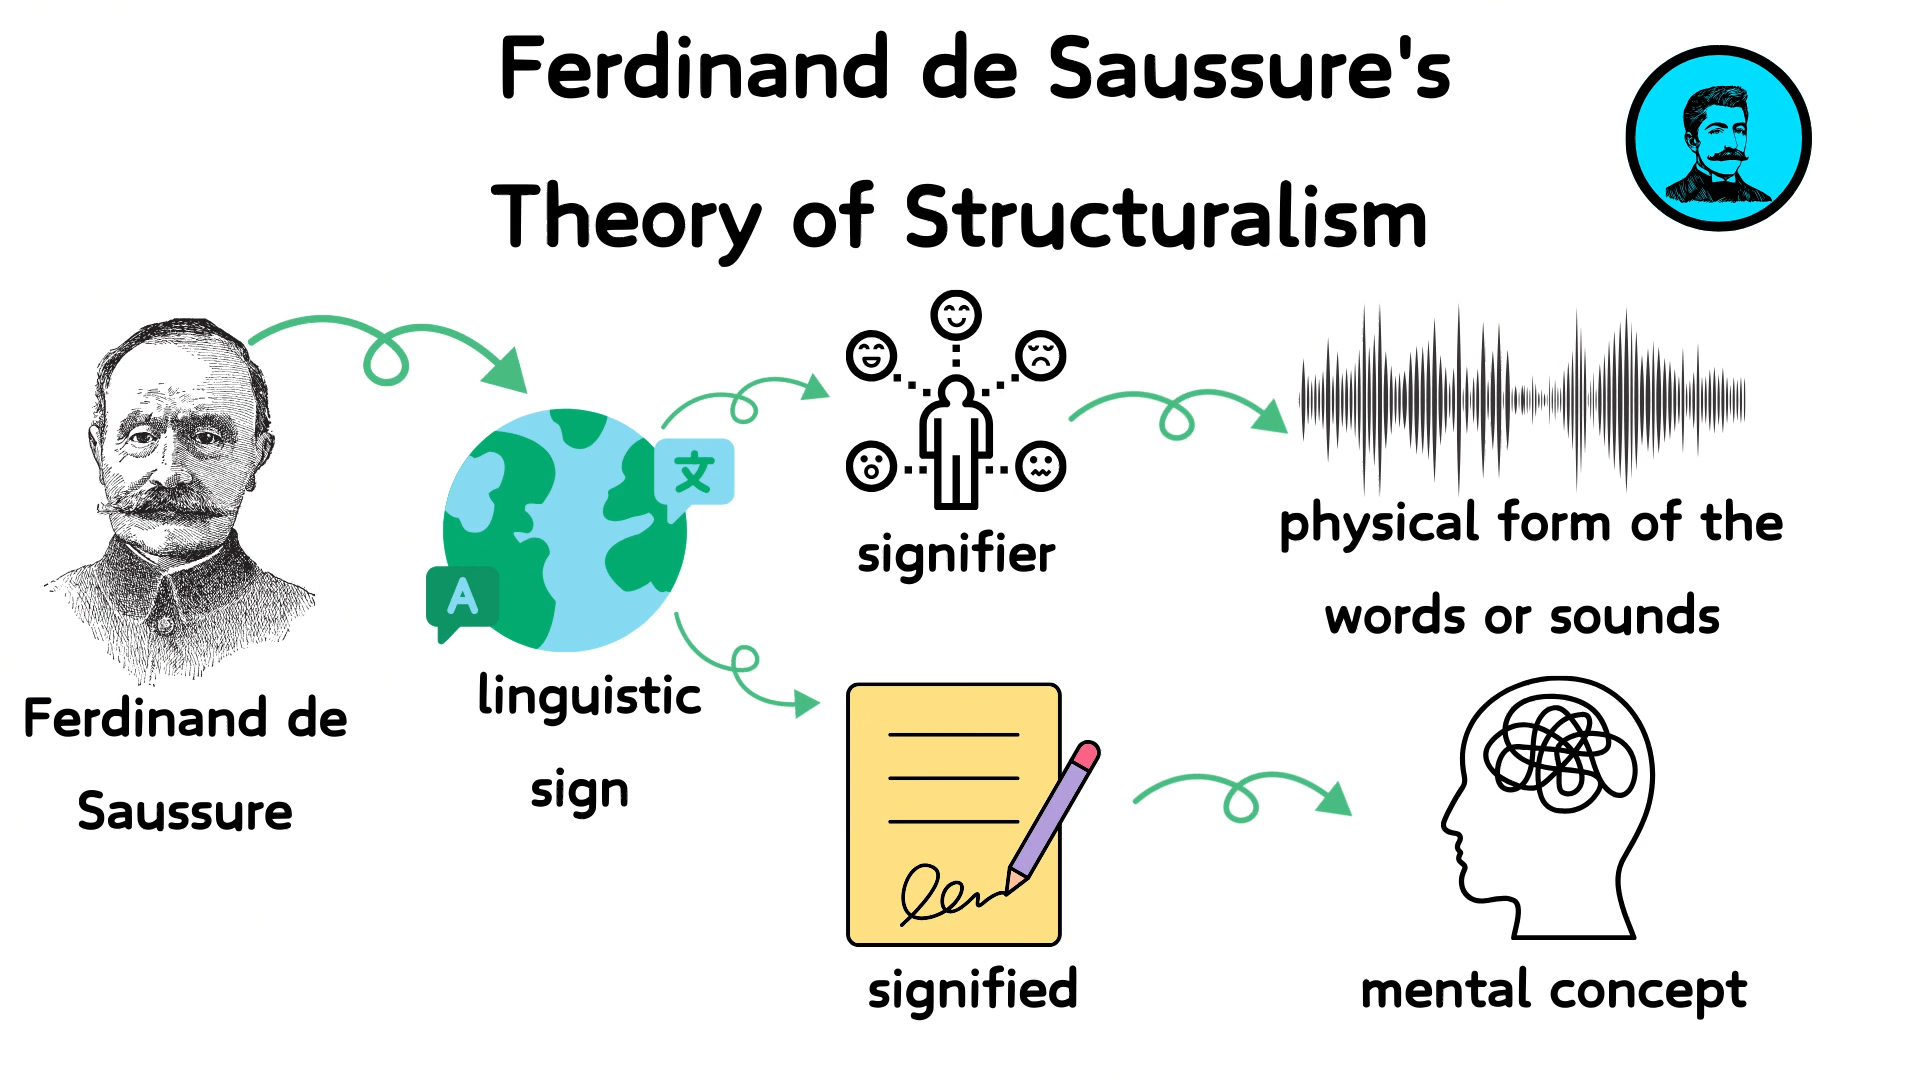 Ferdinand de Saussure's
Theory of Structuralism
Ferdinand de
Saussure
文
A
linguistic
sign
signifier
physical form of the
words or sounds
signified
mental concept